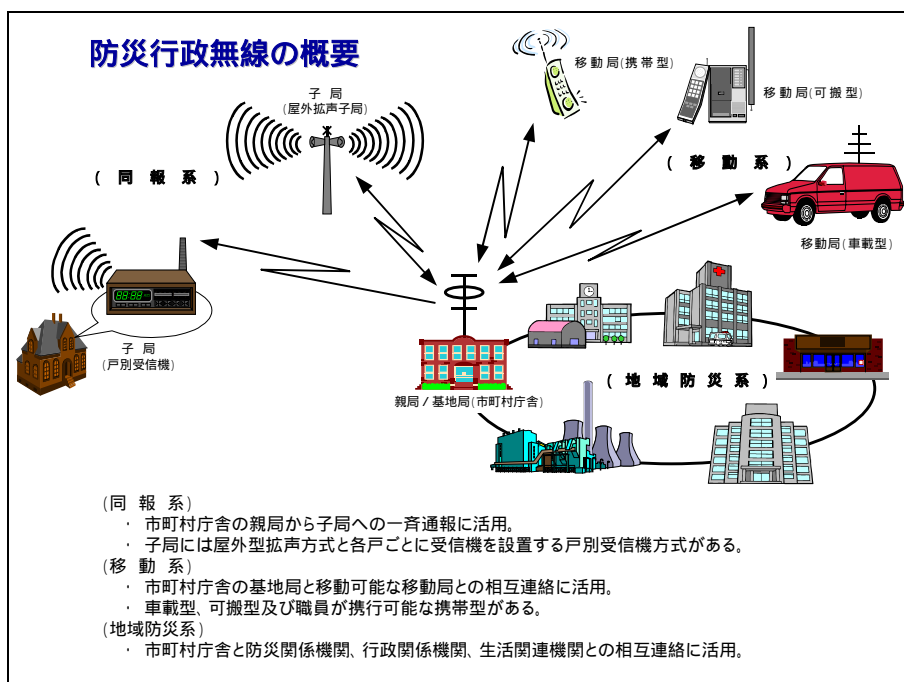 防災行政無線の概要
移動局(携帯型)
移動局(可搬型)
子 局
(屋外拡声子局)
( 同 報 系 )
( 移 動 系 )
移動局(車載型)
子 局
(戸別受信機)
( 地 域 防 災 系 )
親局/基地局(市町村庁舎)
(同 報 系)
・ 市町村庁舎の親局から子局への一斉通報に活用。
・ 子局には屋外型拡声方式と各戸ごとに受信機を設置する戸別受信機方式がある。
(移 動 系)
・ 市町村庁舎の基地局と移動可能な移動局との相互連絡に活用。
・ 車載型、可搬型及び職員が携行可能な携帯型がある。
(地域防災系)
・ 市町村庁舎と防災関係機関、行政関係機関、生活関連機関との相互連絡に活用。